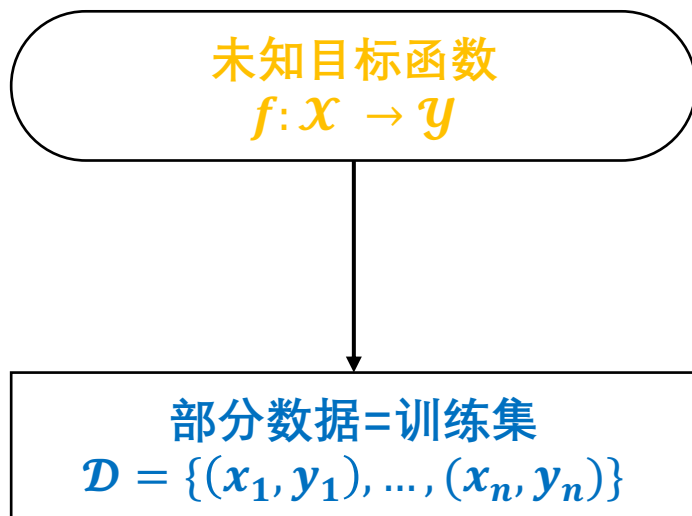 未知目标函数
f: 𝒳 → 𝒴
部分数据=训练集
𝒟 = {(x₁, y₁), … , (xₙ, yₙ)}